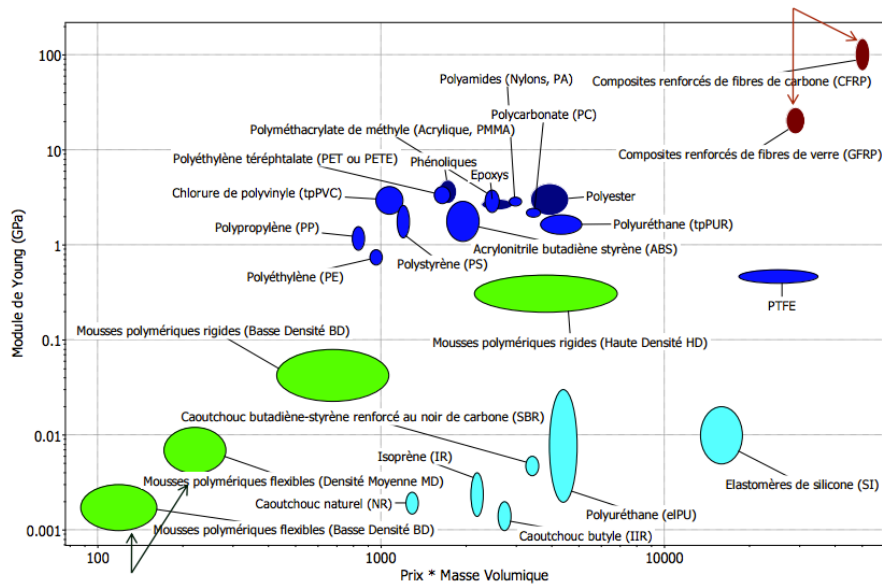 Module de Young (GPa)
100
10
1
0.1
0.01
0.001
Polyamides (Nylons, PA)
Composites renforcés de fibres de carbone (CFRP)
Polycarbonate (PC)
Polyméthacrylate de méthyle (Acrylique, PMMA)
Composites renforcés de fibres de verre (GFRP)
Polyéthylène téréphtalate (PET ou PETE)
Phénoliques
Epoxys
Chlorure de polyvinyle (tpPVC)
Polyester
Polypropylène (PP)
Polyuréthane (tpPUR)
Acrylonitrile butadiène styrène (ABS)
Polystyrène (PS)
Polyéthylène (PE)
PTFE
Mousses polymériques rigides (Basse Densité BD)
Mousses polymériques rigides (Haute Densité HD)
Caoutchouc butadiène-styrène renforcé au noir de carbone (SBR)
Isoprène (IR)
Mousses polymériques flexibles (Densité Moyenne MD)
Elastomères de silicone (SI)
Caoutchouc naturel (NR)
Polyuréthane (elPU)
Mousses polymériques flexibles (Basse Densité BD)
Caoutchouc butyle (IIR)
100
1000
10000
Prix * Masse Volumique